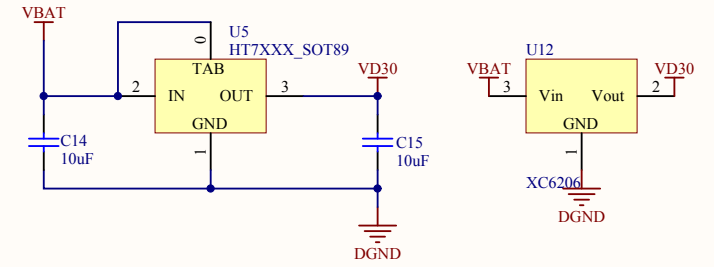 VBAT
0
U5
HT7XXX_SOT89
TAB
2
IN
OUT
3
GND
1
VD30
C14
10uF
C15
10uF
DGND
U12
VBAT
3
Vin
Vout
2
VD30
GND
1
XC6206
DGND